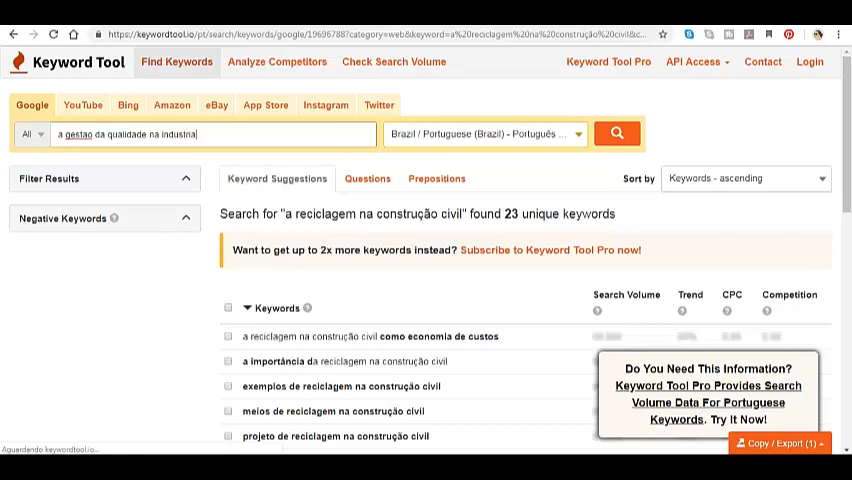 https://keywordtool.io/pt/search/keywords/google/19696788?category=web&keyword=a%20reciclagem%20na%20construção%20civil&c...
Keyword Tool
Find Keywords
Analyze Competitors
Check Search Volume
Keyword Tool Pro
API Access
Contact
Login
Google
YouTube
Bing
Amazon
eBay
App Store
Instagram
Twitter
All
a gestao da qualidade na industria
Brazil / Portuguese (Brazil) - Português ...
Filter Results
Negative Keywords
Keyword Suggestions
Questions
Prepositions
Sort by
Keywords - ascending
Search for "a reciclagem na construção civil" found 23 unique keywords
Want to get up to 2x more keywords instead? Subscribe to Keyword Tool Pro now!
Keywords
Search Volume
Trend
CPC
Competition
a reciclagem na construção civil como economia de custos
a importância da reciclagem na construção civil
exemplos de reciclagem na construção civil
meios de reciclagem na construção civil
projeto de reciclagem na construção civil
Do You Need This Information?
Keyword Tool Pro Provides Search
Volume Data For Portuguese
Keywords. Try It Now!
Copy / Export (1)
Aguardando keywordtool.io...